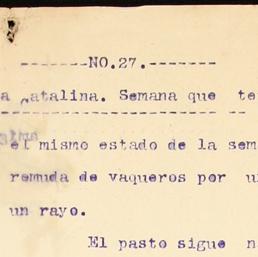 -------NO.27.-------
a Catalina. Semana que te
el mismo estado de la sem
remuda de vaqueros por u
un rayo.
El pasto sigue n